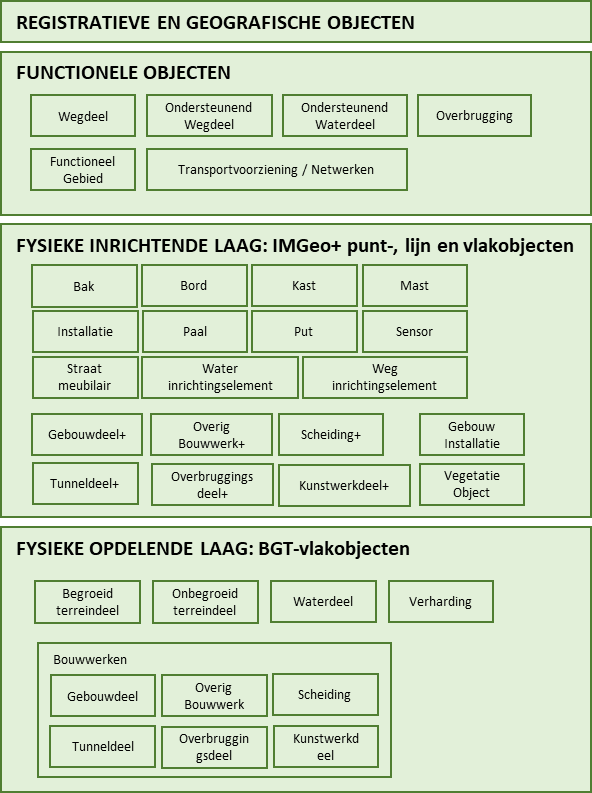 REGISTRATIEVE EN GEOGRAFISCHE OBJECTEN
FUNCTIONELE OBJECTEN
Wegdeel
Ondersteunend
Wegdeel
Ondersteunend
Waterdeel
Overbrugging
Functioneel
Gebied
Transportvoorziening / Netwerken
FYSIEKE INRICHTENDE LAAG: IMGeo+ punt-, lijn en vlakobjecten
Bak
Bord
Kast
Mast
Installatie
Paal
Put
Sensor
Straat
meubilair
Water
inrichtingselement
Weg
inrichtingselement
Gebouwdeel+
Overig
Bouwwerk+
Scheiding+
Gebouw
Installatie
Tunneldeel+
Overbruggings
deel+
Kunstwerkdeel+
Vegetatie
Object
FYSIEKE OPDELENDE LAAG: BGT-vlakobjecten
Begroeid
terreindeel
Onbegroeid
terreindeel
Waterdeel
Verharding
Bouwwerken
Gebouwdeel
Overig
Bouwwerk
Scheiding
Tunneldeel
Overbruggin
gsdeel
Kunstwerkd
eel